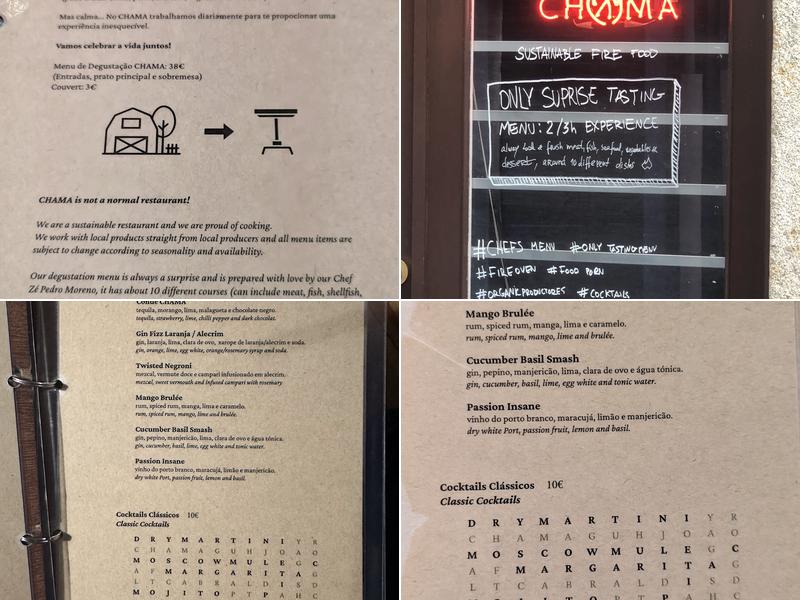 Mas calma... No CHAMA trabalhamos diariamente para te proporcionar uma
experiência inesquecível.
Vamos celebrar a vida juntos!
Menu de Degustação CHAMA: 38€
(Entradas, prato principal e sobremesa)
Couvert: 3€
CHAMA is not a normal restaurant!
We are a sustainable restaurant and we are proud of cooking.
We work with local products straight from local producers and all menu items are
subject to change according to seasonality and availability.
Our degustation menu is always a surprise and is prepared with love by our Chef
Zé Pedro Moreno, it has about 10 different courses (can include meat, fish, shellfish,
CHAMA
SUSTAINABLE FIRE FOOD
ONLY SUPRISE TASTING
MENU: 2/3h EXPERIENCE
dessert, around 10 different dishes
#CHEFS MENU #ONLY TASTING MENU
#FIREOVEN #FOOD PORN
#ORGANIKPRODICTORES #COCKTAILS
Conde CHAMA
tequila, morango, lima, malagueta e chocolate negro.
tequila, strawberry, lime, chilli pepper and dark chocolat.
Gin Fizz Laranja / Alecrim
gin, laranja, lima, clara de ovo, xarope de laranja/alecrim e soda.
gin, orange, lime, egg white, orange/rosemary syrup and soda.
Twisted Negroni
mezcal, vermute doce e campari infusionado em alecrim.
mezcal, sweet vermouth and infused campari with rosemary
Mango Brulée
rum, spiced rum, manga, lima e caramelo.
rum, spiced rum, mango, lime and brulée.
Cucumber Basil Smash
gin, pepino, manjericão, lima, clara de ovo e água tónica.
gin, cucumber, basil, lime, egg white and tonic water.
Passion Insane
vinho do porto branco, maracujá, limão e manjericão.
dry white Port, passion fruit, lemon and basil.
Cocktails Clássicos 10€
Classic Cocktails
D R Y M A R T I N I Y R
C H A M A G U H J O A O
M O S C O W M U L E G C
A F M A R G A R I T A G
L T C A B R A L D I S D
M O J I T O P T P A H C
Mango Brulée
rum, spiced rum, manga, lima e caramelo.
rum, spiced rum, mango, lime and brulée.
Cucumber Basil Smash
gin, pepino, manjericão, lima, clara de ovo e água tónica.
gin, cucumber, basil, lime, egg white and tonic water.
Passion Insane
vinho do porto branco, maracujá, limão e manjericão.
dry white Port, passion fruit, lemon and basil.
Cocktails Clássicos 10€
Classic Cocktails
D R Y M A R T I N I Y R
C H A M A G U H J O A O
M O S C O W M U L E G C
A F M A R G A R I T A G
L T C A B R A L D I S D